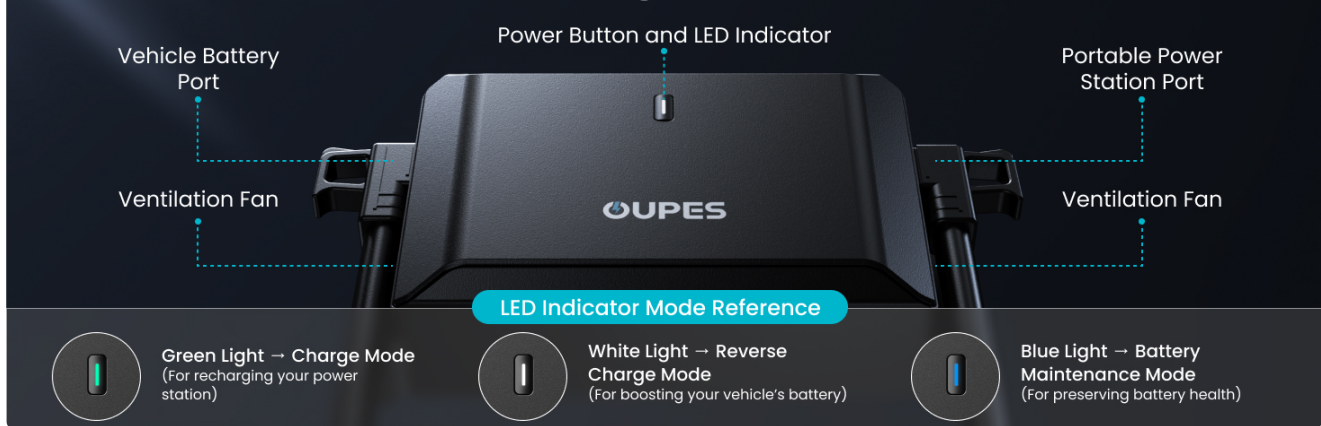 Power Button and LED Indicator
Vehicle Battery
Port
Portable Power
Station Port
Ventilation Fan
Ventilation Fan
OUPES
LED Indicator Mode Reference
Green Light → Charge Mode
(For recharging your power
station)
White Light → Reverse
Charge Mode
(For boosting your vehicle's battery)
Blue Light → Battery
Maintenance Mode
(For preserving battery health)